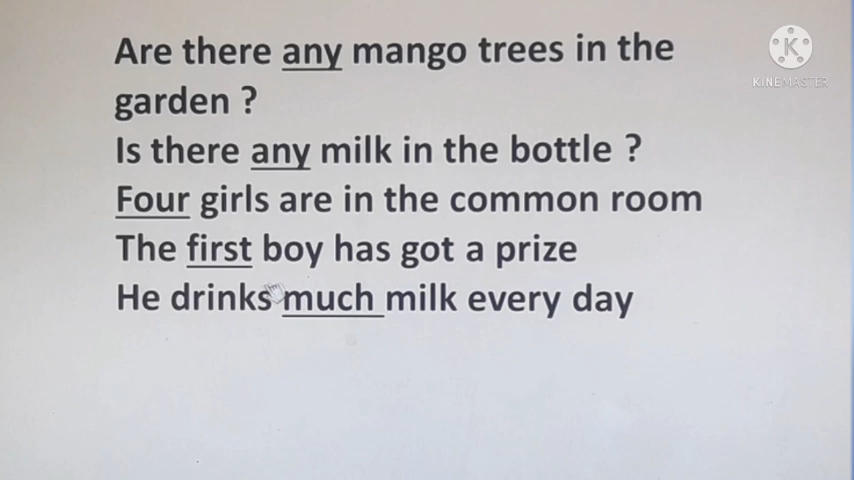 Are there any mango trees in the
garden ?
Is there any milk in the bottle ?
Four girls are in the common room
The first boy has got a prize
He drinks much milk every day
K
KINEMASTER